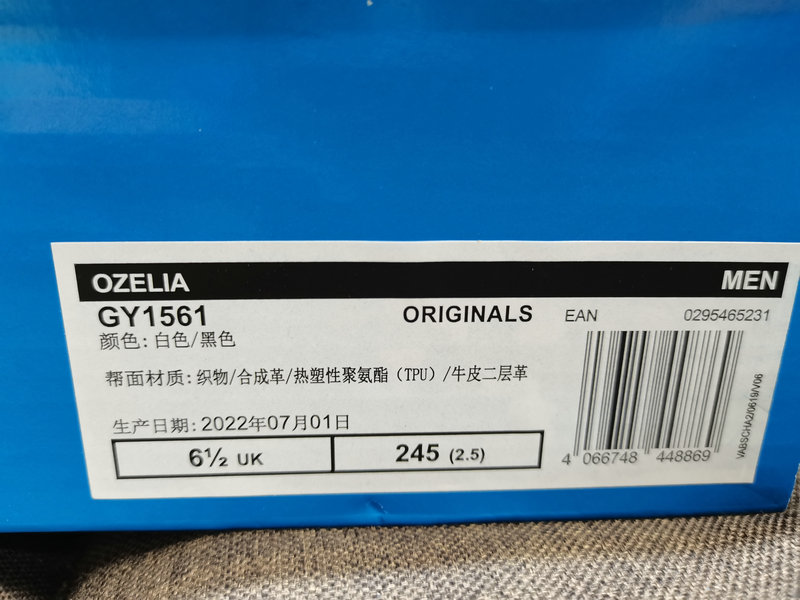 OZELIA MEN
GY1561 ORIGINALS EAN 0295465231
颜色: 白色/黑色
帮面材质: 织物/合成革/热塑性聚氨酯（TPU）/牛皮二层革
生产日期: 2022年07月01日
6½ UK 245 (2.5)
4 066748 448869
VABSCHA2/0619/V06